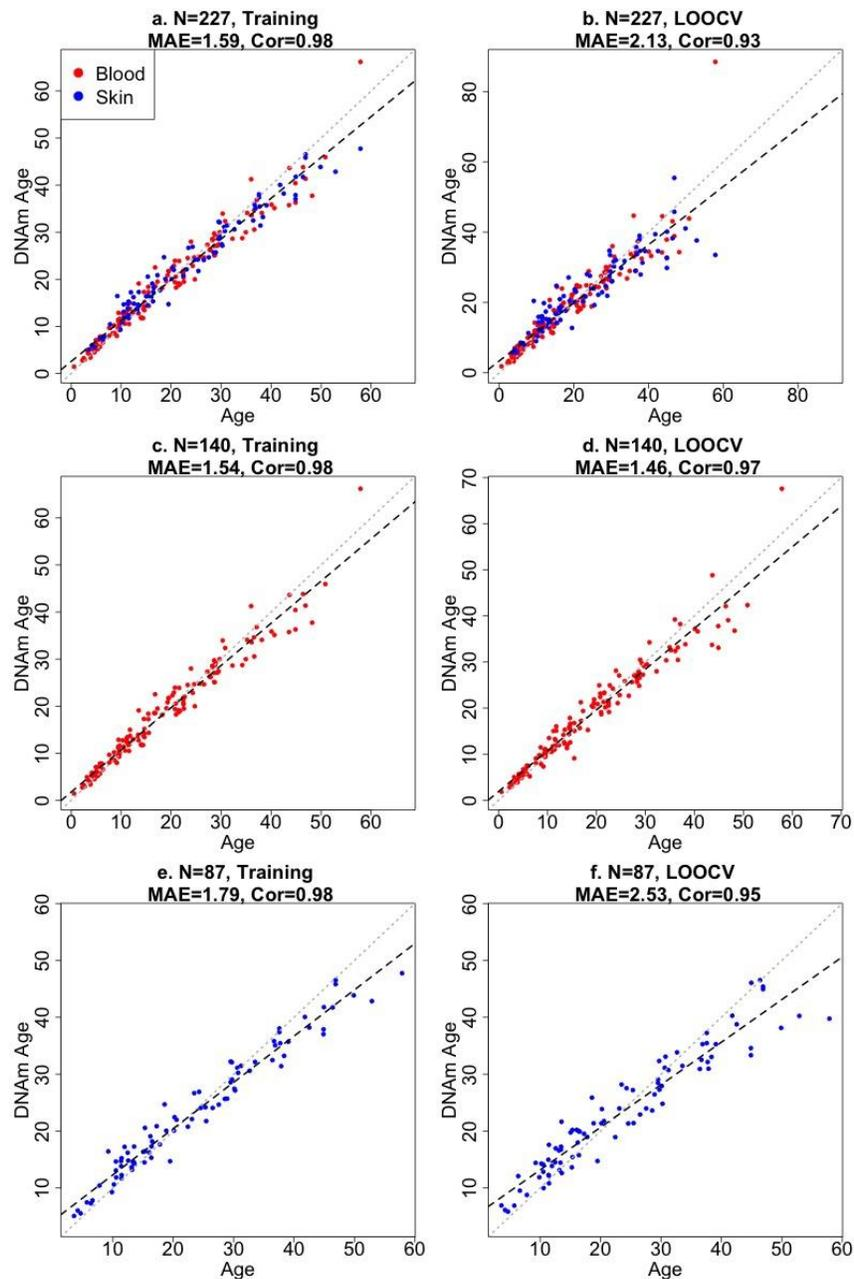 a. N=227, Training
MAE=1.59, Cor=0.98
Blood
Skin
DNAm Age
0 10 20 30 40 50 60
0 10 20 30 40 50 60
Age
b. N=227, LOOCV
MAE=2.13, Cor=0.93
DNAm Age
0 20 40 60 80
0 20 40 60 80
Age
c. N=140, Training
MAE=1.54, Cor=0.98
DNAm Age
0 10 20 30 40 50 60
0 10 20 30 40 50 60
Age
d. N=140, LOOCV
MAE=1.46, Cor=0.97
DNAm Age
0 10 20 30 40 50 60 70
0 10 20 30 40 50 60 70
Age
e. N=87, Training
MAE=1.79, Cor=0.98
DNAm Age
10 20 30 40 50 60
10 20 30 40 50 60
Age
f. N=87, LOOCV
MAE=2.53, Cor=0.95
DNAm Age
10 20 30 40 50 60
10 20 30 40 50 60
Age